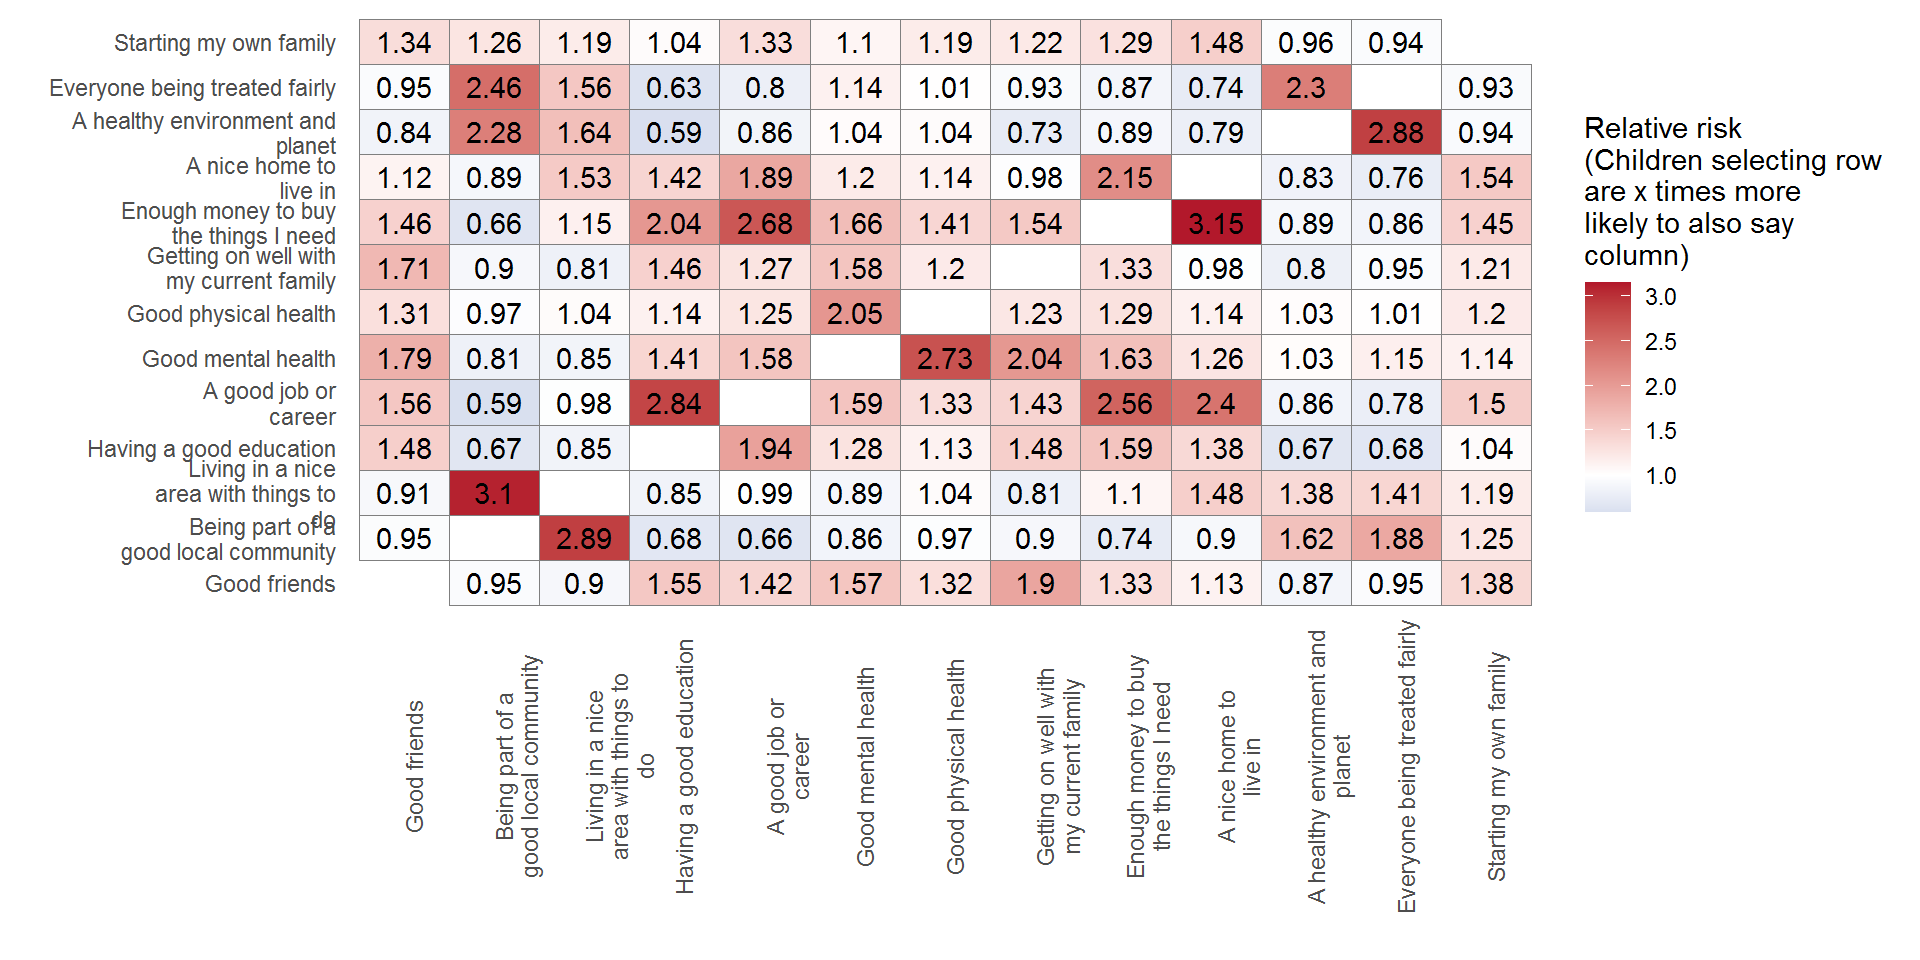 Starting my own family 1.34 1.26 1.19 1.04 1.33 1.1 1.19 1.22 1.29 1.48 0.96 0.94
Everyone being treated fairly 0.95 2.46 1.56 0.63 0.8 1.14 1.01 0.93 0.87 0.74 2.3 0.93
A healthy environment and
planet
0.84 2.28 1.64 0.59 0.86 1.04 1.04 0.73 0.89 0.79 2.88 0.94
A nice home to
live in
1.12 0.89 1.53 1.42 1.89 1.2 1.14 0.98 2.15 0.83 0.76 1.54
Enough money to buy
the things I need
1.46 0.66 1.15 2.04 2.68 1.66 1.41 1.54 3.15 0.89 0.86 1.45
Getting on well with
my current family
1.71 0.9 0.81 1.46 1.27 1.58 1.2 1.33 0.98 0.8 0.95 1.21
Good physical health 1.31 0.97 1.04 1.14 1.25 2.05 1.23 1.29 1.14 1.03 1.01 1.2
Good mental health 1.79 0.81 0.85 1.41 1.58 2.73 2.04 1.63 1.26 1.03 1.15 1.14
A good job or
career
1.56 0.59 0.98 2.84 1.59 1.33 1.43 2.56 2.4 0.86 0.78 1.5
Having a good education 1.48 0.67 0.85 1.94 1.28 1.13 1.48 1.59 1.38 0.67 0.68 1.04
Living in a nice
area with things to
do
0.91 3.1 0.85 0.99 0.89 1.04 0.81 1.1 1.48 1.38 1.41 1.19
Being part of a
good local community
0.95 2.89 0.68 0.66 0.86 0.97 0.9 0.74 0.9 1.62 1.88 1.25
Good friends 0.95 0.9 1.55 1.42 1.57 1.32 1.9 1.33 1.13 0.87 0.95 1.38
Good friends
Being part of a
good local community
Living in a nice
area with things to
do
Having a good education
A good job or
career
Good mental health
Good physical health
Getting on well with
my current family
Enough money to buy
the things I need
A nice home to
live in
A healthy environment and
planet
Everyone being treated fairly
Starting my own family
Relative risk
(Children selecting row
are x times more
likely to also say
column)
3.0
2.5
2.0
1.5
1.0